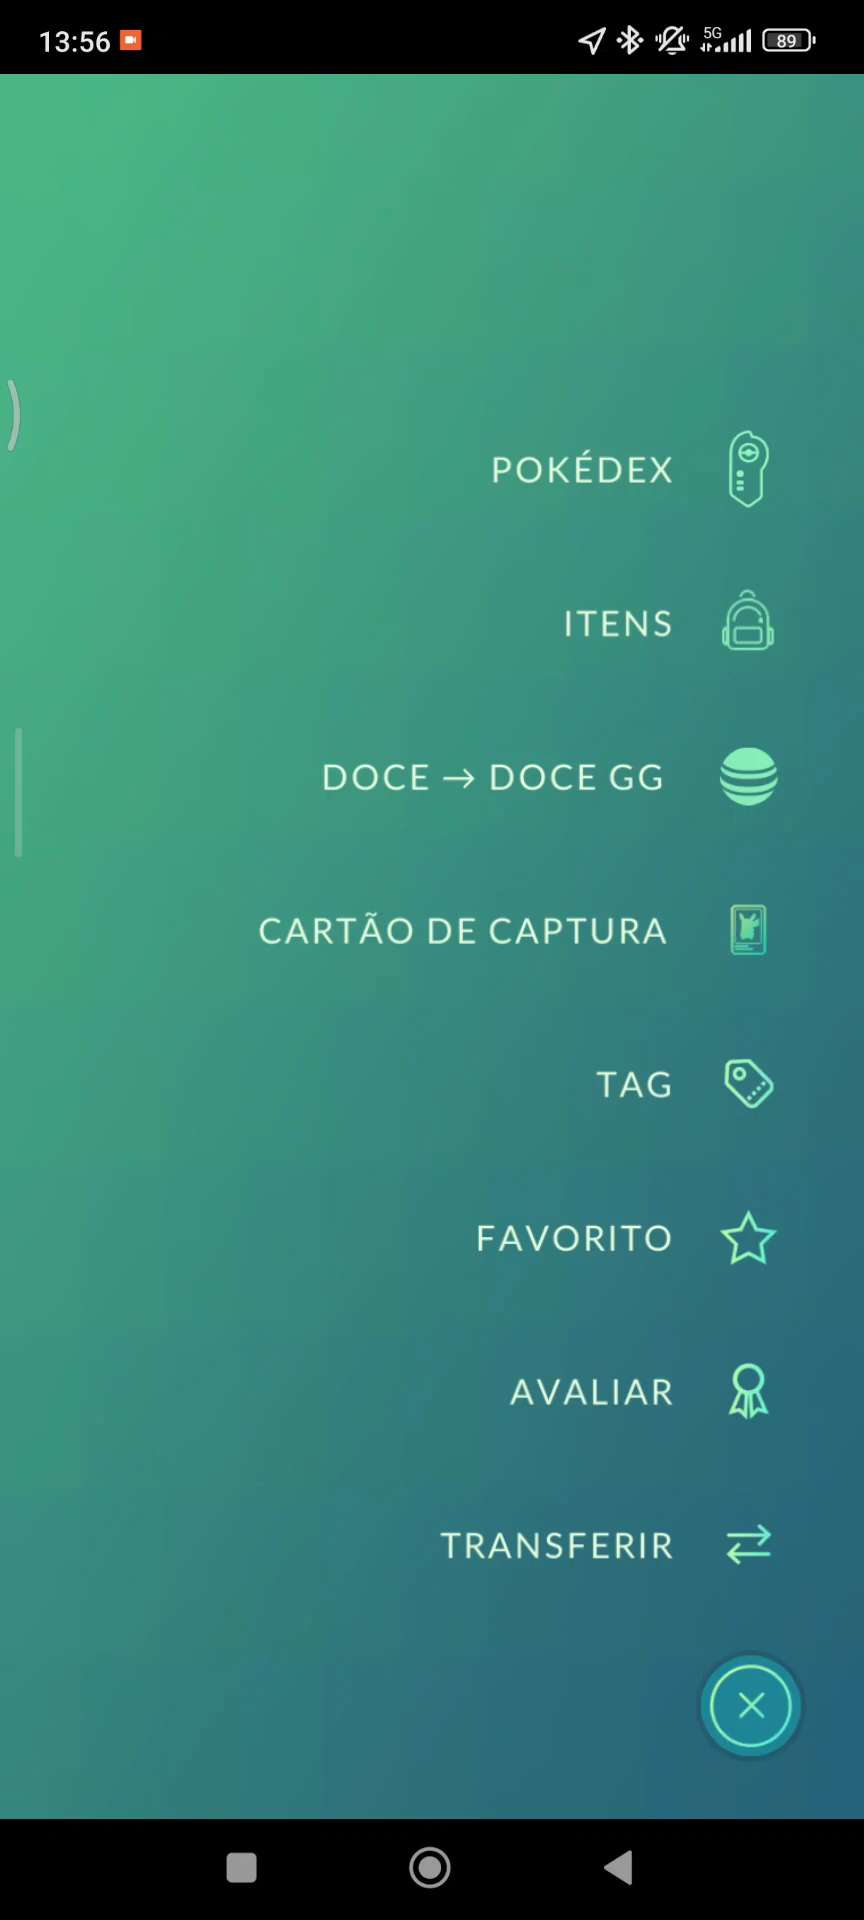 13:56
5G
89
POKÉDEX
ITENS
DOCE → DOCE GG
CARTÃO DE CAPTURA
TAG
FAVORITO
AVALIAR
TRANSFERIR